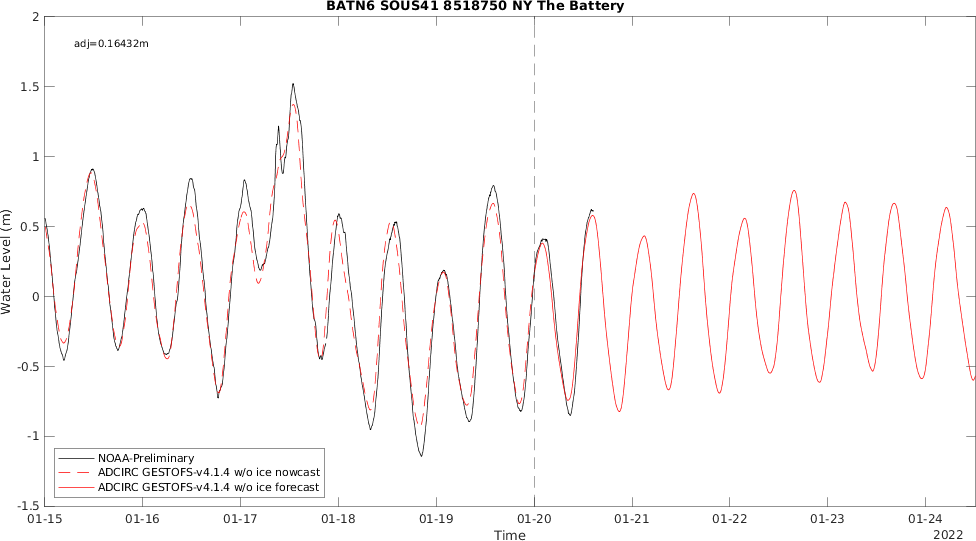 BATN6 SOUS41 8518750 NY The Battery
2
adj=0.16432m
1.5
1
0.5
0
-0.5
-1
-1.5
Water Level (m)
NOAA-Preliminary
ADCIRC GESTOFS-v4.1.4 w/o ice nowcast
ADCIRC GESTOFS-v4.1.4 w/o ice forecast
01-15 01-16 01-17 01-18 01-19 01-20 01-21 01-22 01-23 01-24
Time
2022